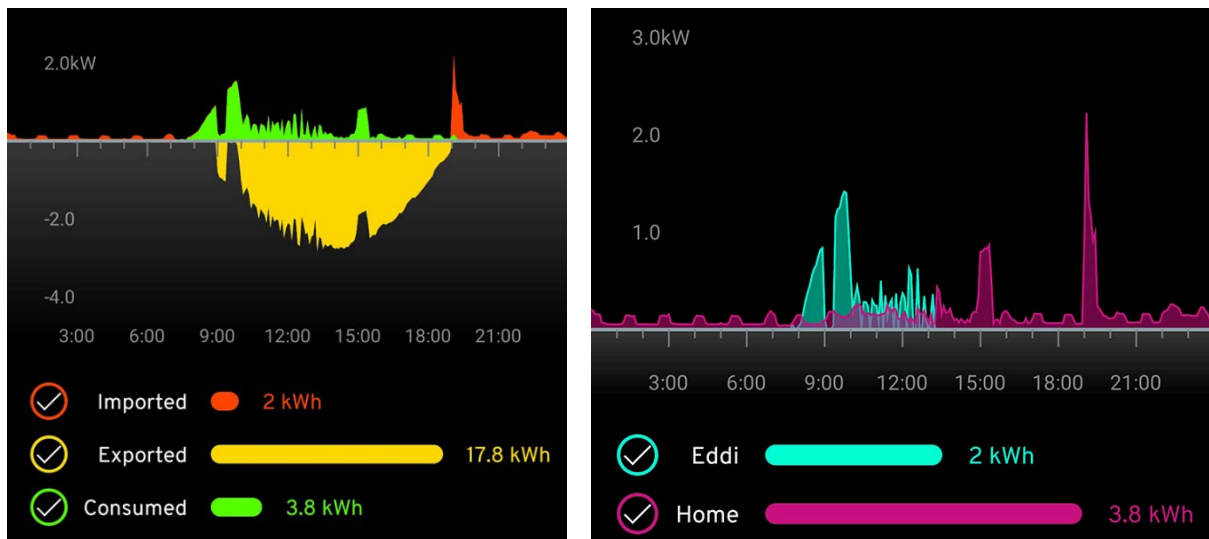 2.0kW
-2.0
-4.0
3:00 6:00 9:00 12:00 15:00 18:00 21:00
Imported 2 kWh
Exported 17.8 kWh
Consumed 3.8 kWh
3.0kW
2.0
1.0
3:00 6:00 9:00 12:00 15:00 18:00 21:00
Eddi 2 kWh
Home 3.8 kWh